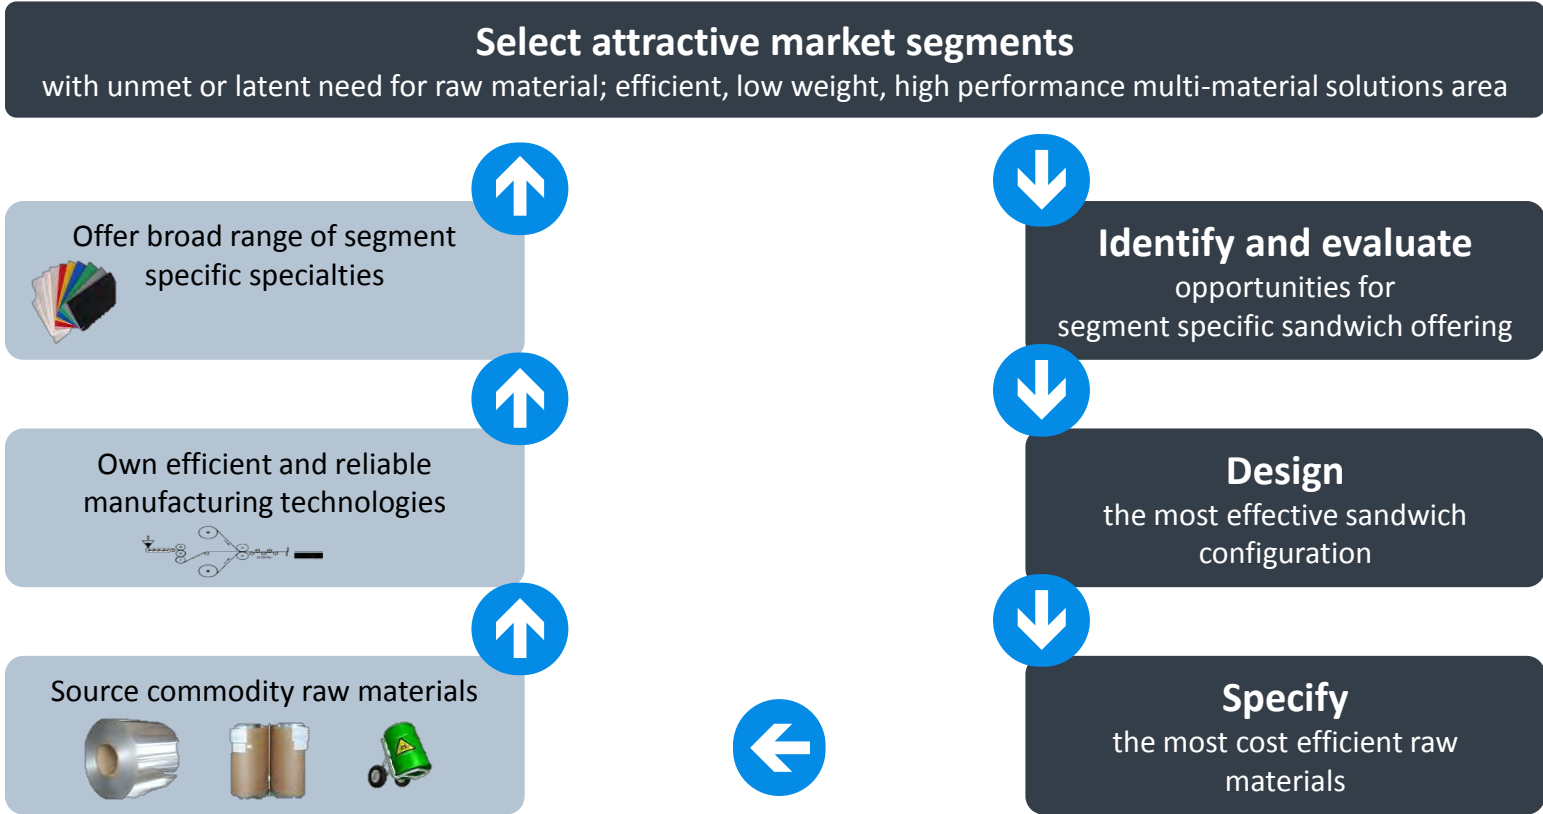 Select attractive market segments
with unmet or latent need for raw material; efficient, low weight, high performance multi-material solutions area
Offer broad range of segment
specific specialties
Identify and evaluate
opportunities for
segment specific sandwich offering
Own efficient and reliable
manufacturing technologies
Design
the most effective sandwich
configuration
Source commodity raw materials
Specify
the most cost efficient raw
materials